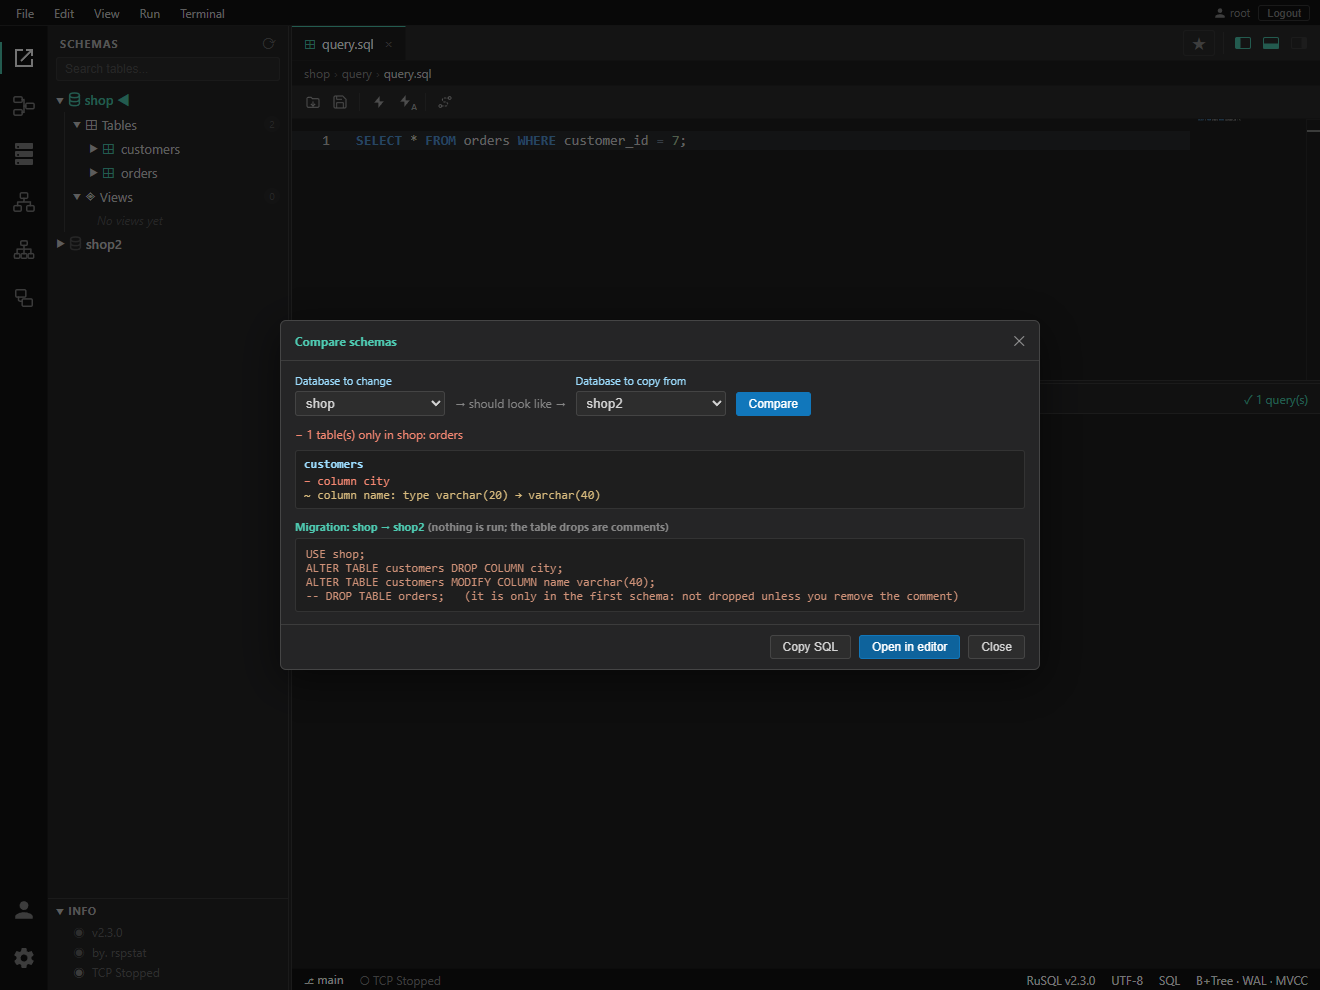 File Edit View Run Terminal
root Logout
SCHEMAS
Search tables...
query.sql ×
shop › query › query.sql
shop
Tables 2
customers
orders
Views 0
No views yet
shop2
1 SELECT * FROM orders WHERE customer_id = 7;
✓ 1 query(s)
Compare schemas
Database to change
Database to copy from
shop → should look like → shop2 Compare
− 1 table(s) only in shop: orders
customers
− column city
~ column name: type varchar(20) → varchar(40)
Migration: shop → shop2 (nothing is run; the table drops are comments)
USE shop;
ALTER TABLE customers DROP COLUMN city;
ALTER TABLE customers MODIFY COLUMN name varchar(40);
-- DROP TABLE orders;   (it is only in the first schema: not dropped unless you remove the comment)
Copy SQL Open in editor Close
INFO
v2.3.0
by. rspstat
TCP Stopped
main TCP Stopped
RuSQL v2.3.0 UTF-8 SQL B+Tree · WAL · MVCC